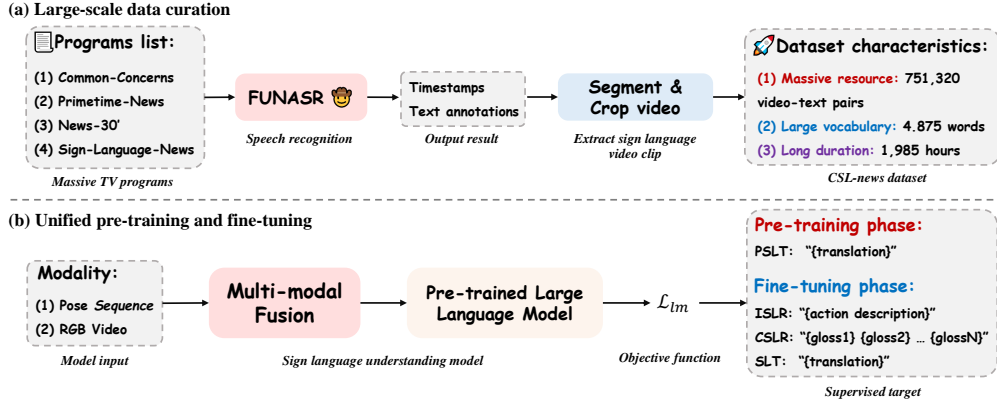 (a) Large-scale data curation
Programs list:
(1) Common-Concerns
(2) Primetime-News
(3) News-30'
(4) Sign-Language-News
Massive TV programs
FUNASR
Speech recognition
Timestamps
Text annotations
Output result
Segment &
Crop video
Extract sign language
video clip
Dataset characteristics:
(1) Massive resource: 751,320
video-text pairs
(2) Large vocabulary: 4.875 words
(3) Long duration: 1,985 hours
CSL-news dataset
(b) Unified pre-training and fine-tuning
Modality:
(1) Pose Sequence
(2) RGB Video
Model input
Multi-modal
Fusion
Pre-trained Large
Language Model
Sign language understanding model
ℒlm
Objective function
Pre-training phase:
PSLT: “{translation}”
Fine-tuning phase:
ISLR: “{action description}”
CSLR: “{gloss1} {gloss2} … {glossN}”
SLT: “{translation}”
Supervised target